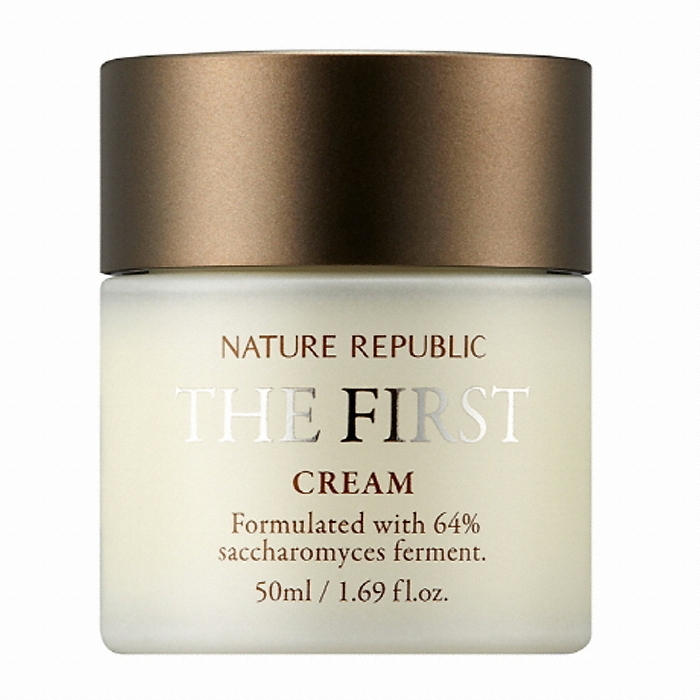 NATURE REPUBLIC
THE FIRST
CREAM
Formulated with 64%
saccharomyces ferment.
50ml / 1.69 fl.oz.